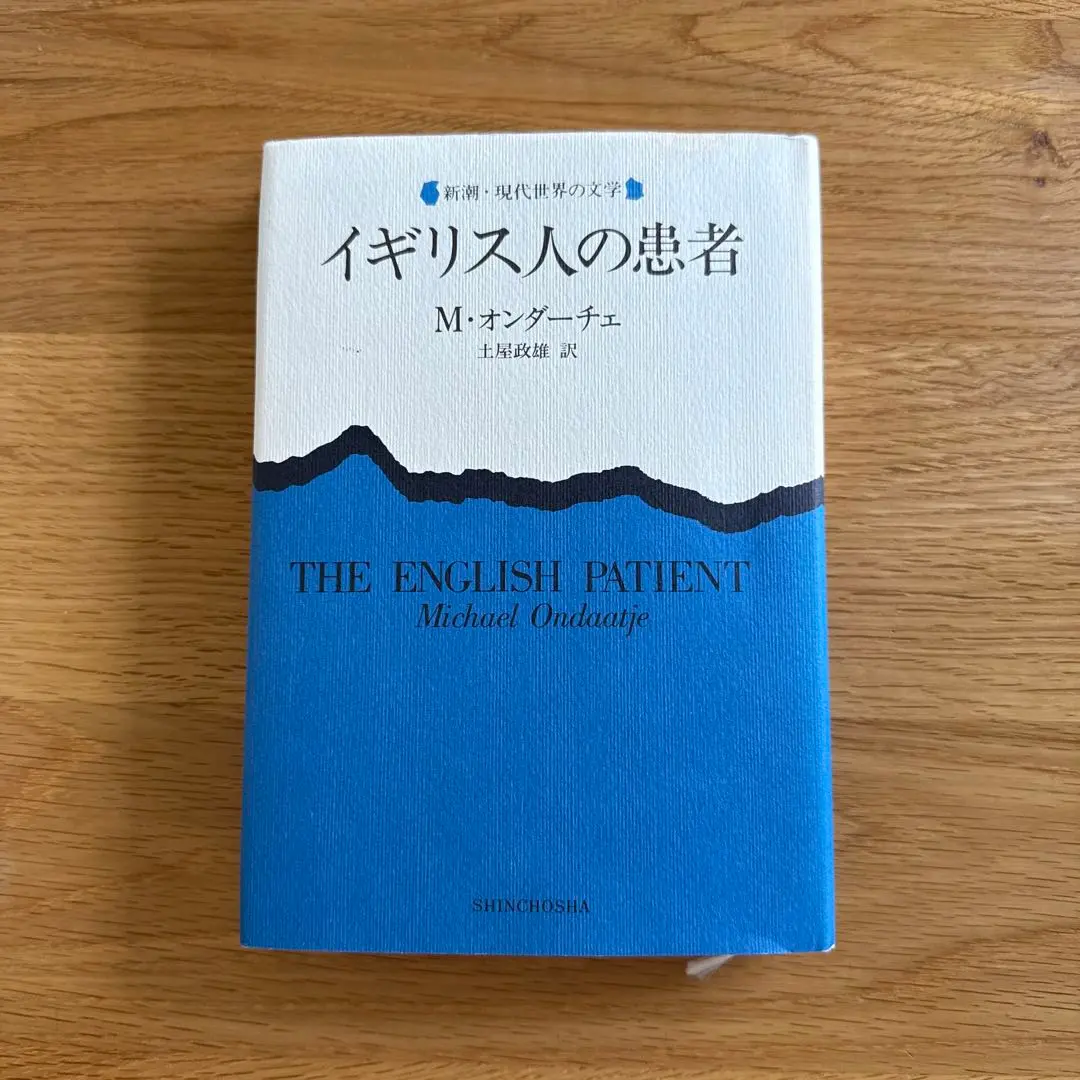 新潮・現代世界の文学
イギリス人の患者
M・オンダーチェ
土屋政雄 訳
THE ENGLISH PATIENT
Michael Ondaatje
SHINCHOSHA